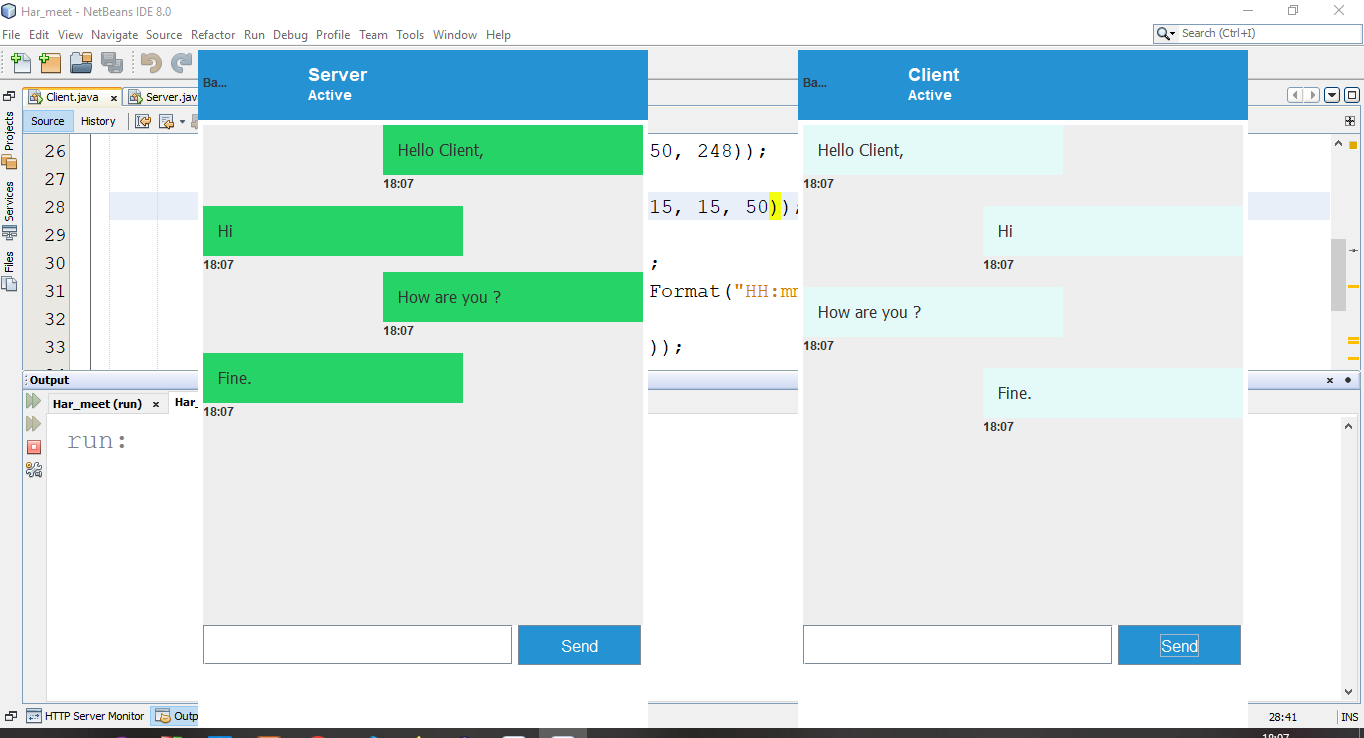 Har_meet - NetBeans IDE 8.0
File Edit View Navigate Source Refactor Run Debug Profile Team Tools Window Help
Search (Ctrl+I)
Client.java x Server.jav
Source History
Projects
Services
Files
26
27
28
29
30
31
32
33
50, 248));
15, 15, 50));
;
Format("HH:mm
));
Server
Ba...
Active
Hello Client,
18:07
Hi
18:07
How are you ?
18:07
Fine.
18:07
Send
Client
Ba...
Active
Hello Client,
18:07
Hi
18:07
How are you ?
18:07
Fine.
18:07
Send
Output
Har_meet (run) x Har_
run:
HTTP Server Monitor Outp
28:41 INS
18:07